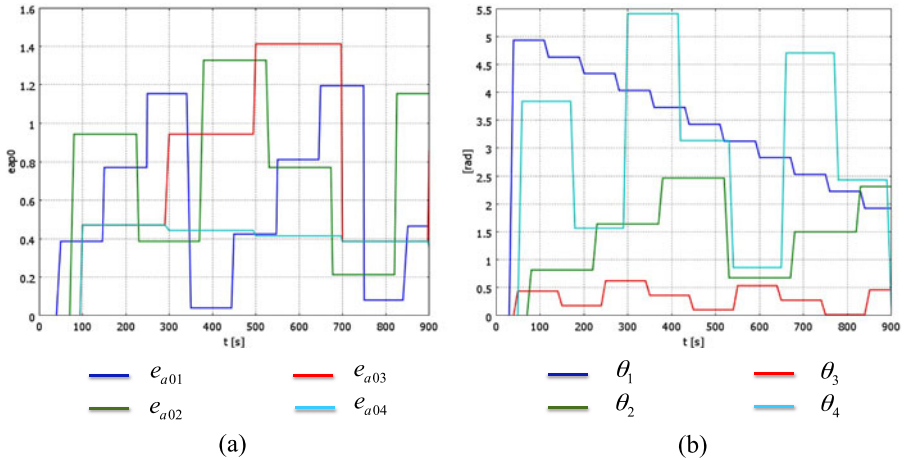 1.6
1.4
1.2
1
0.8
0.6
0.4
0.2
0
eap0
0 100 200 300 400 500 600 700 800 900
t [s]
5.5
5
4.5
4
3.5
3
2.5
2
1.5
1
0.5
0
[rad]
0 100 200 300 400 500 600 700 800 900
t [s]
e_{a01} e_{a03}
e_{a02} e_{a04}
(a)
θ_1 θ_3
θ_2 θ_4
(b)